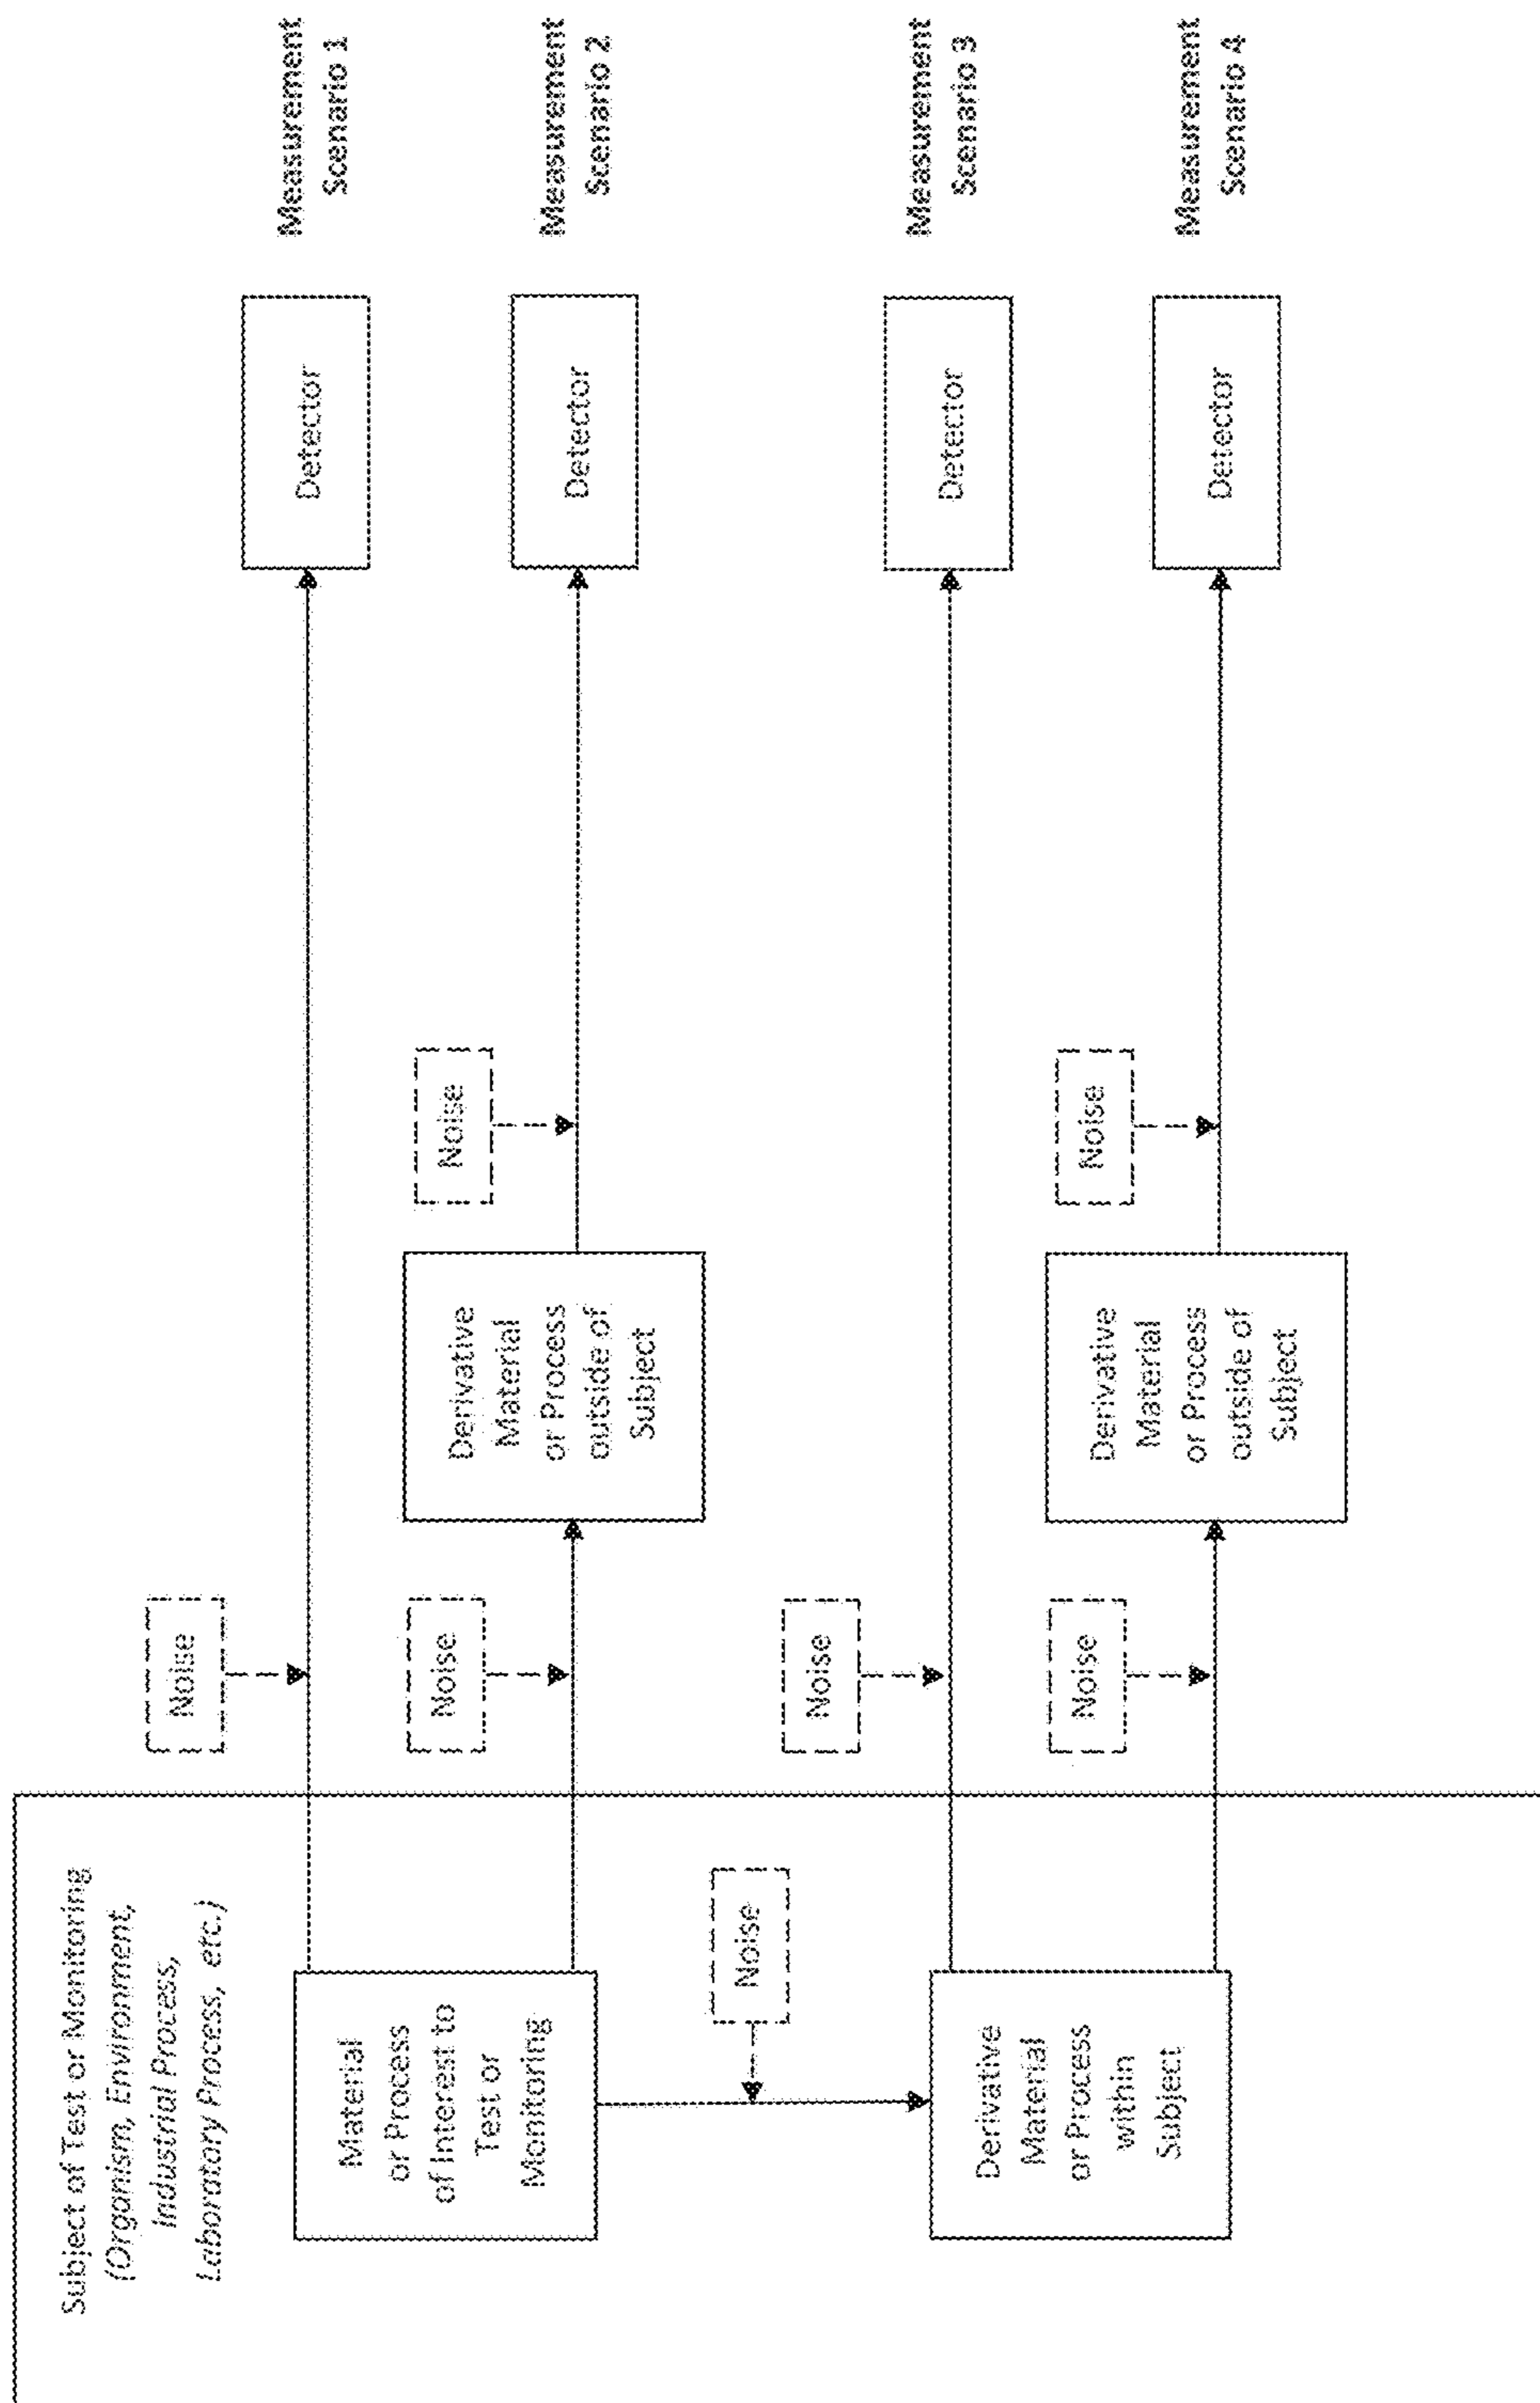 Subject of Test or Monitoring
(Organism, Environment,
Industrial Process,
Laboratory Process, etc.)
Material
or Process
of Interest to
Test or
Monitoring
Noise
Derivative
Material
or Process
within
Subject
Noise
Detector
Measurement
Scenario 1
Noise
Derivative
Material
or Process
outside of
Subject
Noise
Detector
Measurement
Scenario 2
Noise
Detector
Measurement
Scenario 3
Noise
Derivative
Material
or Process
outside of
Subject
Noise
Detector
Measurement
Scenario 4